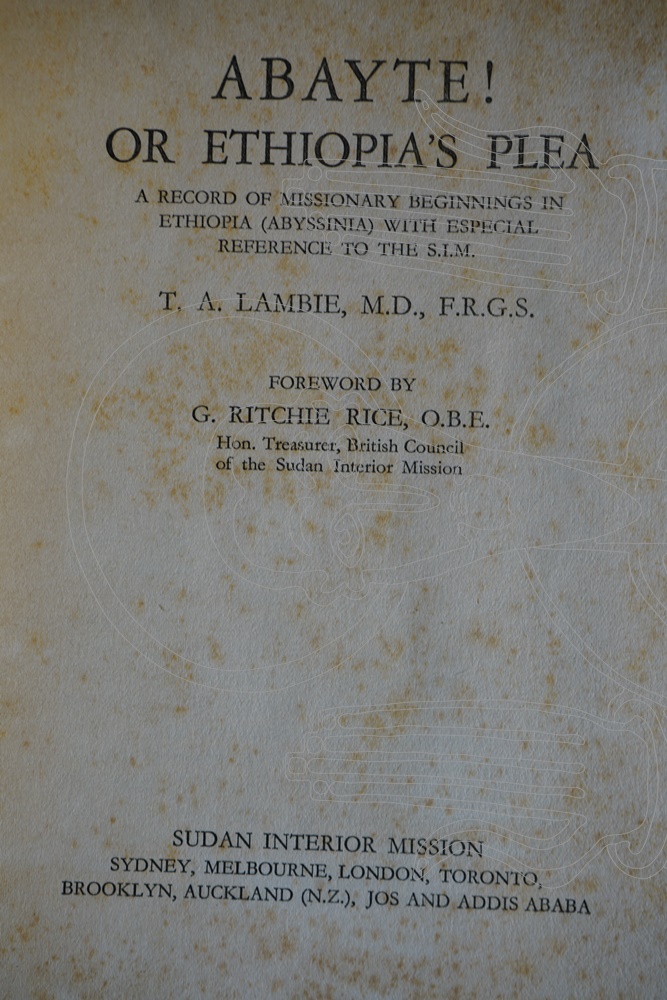 ABAYTE!
OR ETHIOPIA'S PLEA
A RECORD OF MISSIONARY BEGINNINGS IN
ETHIOPIA (ABYSSINIA) WITH ESPECIAL
REFERENCE TO THE S.I.M.
T. A. LAMBIE, M.D., F.R.G.S.
FOREWORD BY
G. RITCHIE RICE, O.B.E.
Hon. Treasurer, British Council
of the Sudan Interior Mission
SUDAN INTERIOR MISSION
SYDNEY, MELBOURNE, LONDON, TORONTO,
BROOKLYN, AUCKLAND (N.Z.), JOS AND ADDIS ABABA